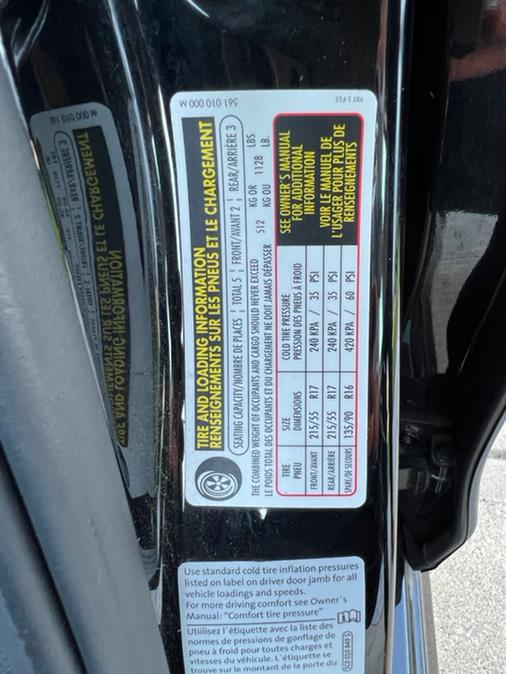 561 010 000 M
YXT 0-F35
TIRE AND LOADING INFORMATION
RENSEIGNEMENTS SUR LES PNEUS ET LE CHARGEMENT
SEATING CAPACITY/NOMBRE DE PLACES ¦ TOTAL 5 ¦ FRONT/AVANT 2 ¦ REAR/ARRIÈRE 3
THE COMBINED WEIGHT OF OCCUPANTS AND CARGO SHOULD NEVER EXCEED 512 KG OR 1128 LBS
LE POIDS TOTAL DES OCCUPANTS ET DU CHARGEMENT NE DOIT JAMAIS DÉPASSER KG OU LB.
TIRE SIZE COLD TIRE PRESSURE
PNEU DIMENSIONS PRESSION DES PNEUS À FROID
FRONT/AVANT 215/55 R17 240 KPA / 35 PSI
REAR/ARRIÈRE 215/55 R17 240 KPA / 35 PSI
SPARE/DE SECOURS 135/90 R16 420 KPA / 60 PSI
SEE OWNER'S MANUAL
FOR ADDITIONAL
INFORMATION
VOIR LE MANUEL DE
L'USAGER POUR PLUS DE
RENSEIGNEMENTS
Use standard cold tire inflation pressures
listed on label on driver door jamb for all
vehicle loadings and speeds.
For more driving comfort see Owner´s
Manual: "Comfort tire pressure"
Utiilisez l´étiquette avec les
normes de pressions de gonflage de
pneu à froid pour toutes charges et
vitesses du véhicule. L´étiquette
se trouve sur le montant de la porte du